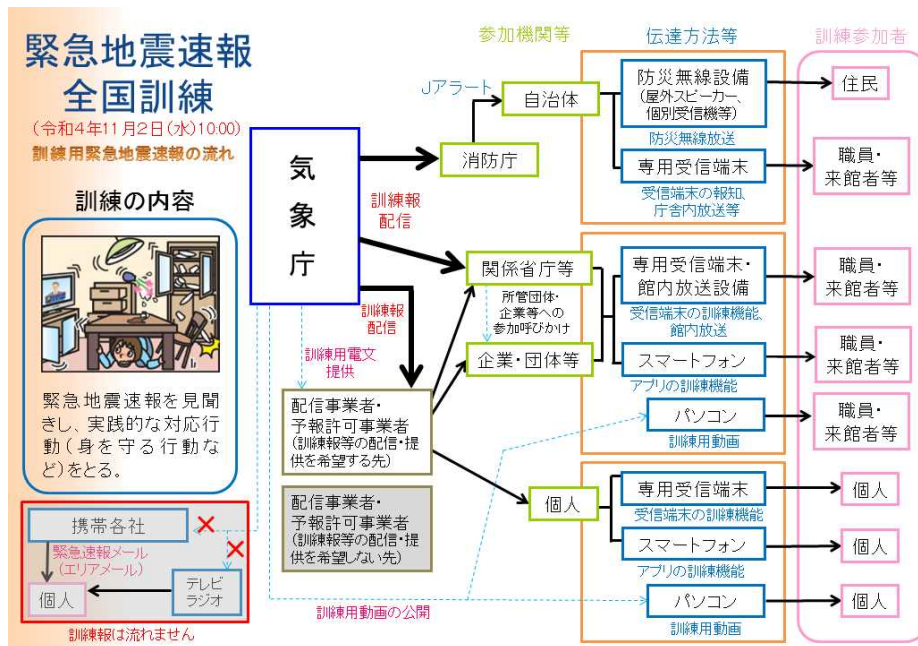 緊急地震速報
全国訓練
(令和4年11月2日(水)10:00)
訓練用緊急地震速報の流れ
訓練の内容
緊急地震速報を見聞
きし、実践的な対応行
動(身を守る行動な
ど)をとる。
携帯各社
緊急速報メール
(エリアメール)
個人
テレビ
ラジオ
訓練報は流れません
気
象
庁
訓練報
配信
訓練報
配信
訓練用電文
提供
配信事業者・
予報許可事業者
(訓練報等の配信・提
供を希望する先)
配信事業者・
予報許可事業者
(訓練報等の配信・提
供を希望しない先)
訓練用動画の公開
参加機関等
Jアラート
自治体
消防庁
関係省庁等
所管団体・
企業等への
参加呼びかけ
企業・団体等
個人
伝達方法等
防災無線設備
(屋外スピーカー、
個別受信機等)
防災無線放送
専用受信端末
受信端末の報知、
庁舎内放送等
専用受信端末・
館内放送設備
受信端末の訓練機能、
館内放送
スマートフォン
アプリの訓練機能
パソコン
訓練用動画
専用受信端末
受信端末の訓練機能
スマートフォン
アプリの訓練機能
パソコン
訓練用動画
訓練参加者
住民
職員・
来館者等
職員・
来館者等
職員・
来館者等
職員・
来館者等
個人
個人
個人